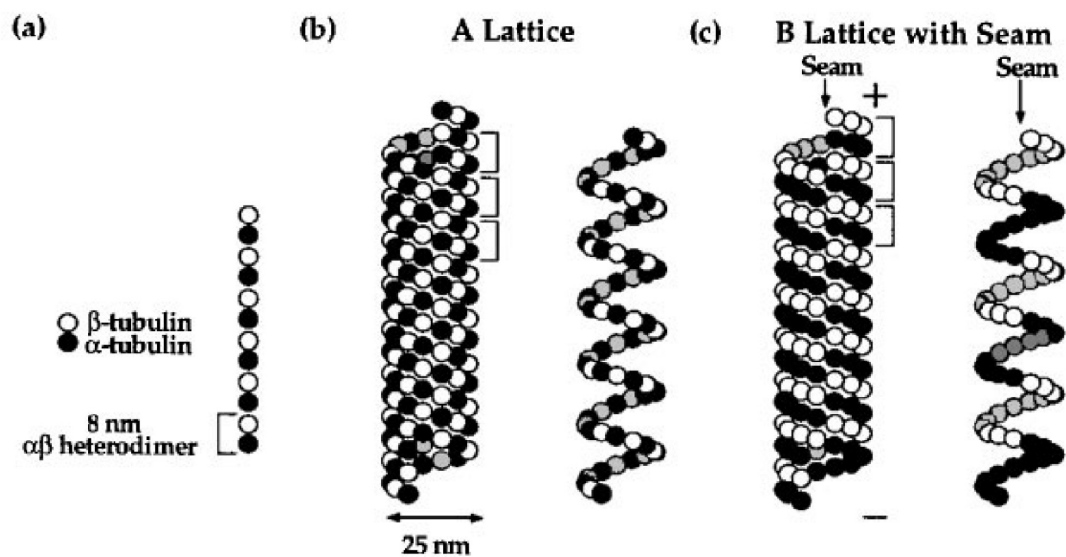 (a)
(b)
A Lattice
(c)
B Lattice with Seam
Seam
Seam
+
β-tubulin
α-tubulin
8 nm
αβ heterodimer
25 nm
−